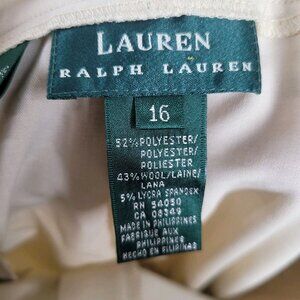 LAUREN
RALPH LAUREN
16
52% POLYESTER/
POLYESTER/
POLIESTER
43% WOOL/LAINE/
LANA
5% LYCRA SPANDEX
RN 54050
CA 08349
MADE IN PHILIPPINES
FABRIQUE AUX
PHILIPPINES
HECHO EN FILIPINAS